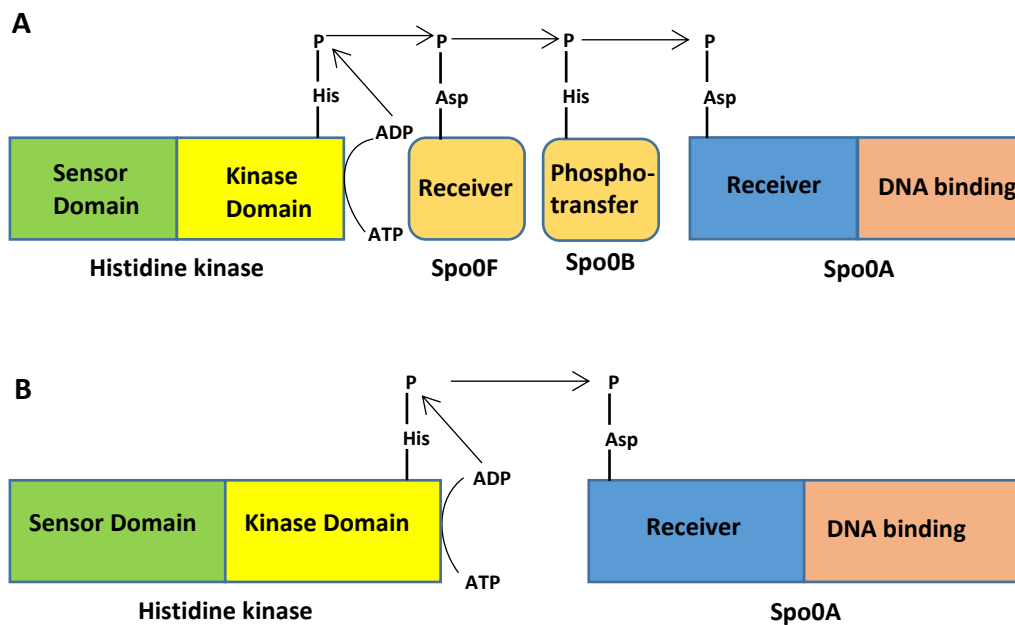 A
P
P
P
P
His
Asp
His
Asp
ADP
Sensor
Domain
Kinase
Domain
Receiver
Phospho-
transfer
Receiver
DNA binding
ATP
Histidine kinase
Spo0F
Spo0B
Spo0A
B
P
P
His
Asp
ADP
Sensor Domain
Kinase Domain
Receiver
DNA binding
ATP
Histidine kinase
Spo0A